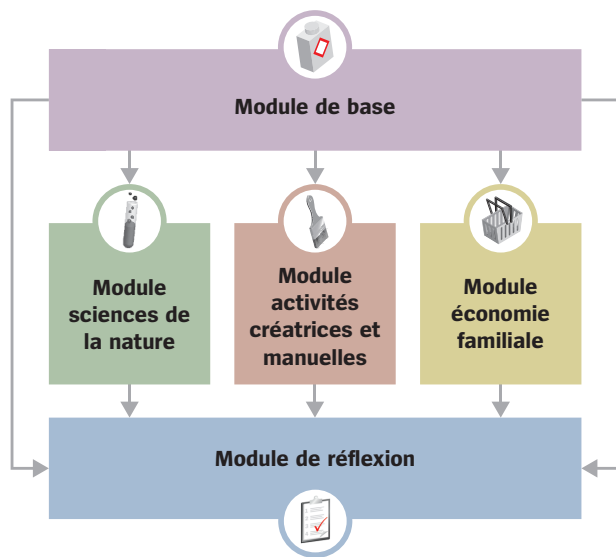 Module de base
Module
sciences de
la nature
Module
activités
créatrices et
manuelles
Module
économie
familiale
Module de réflexion